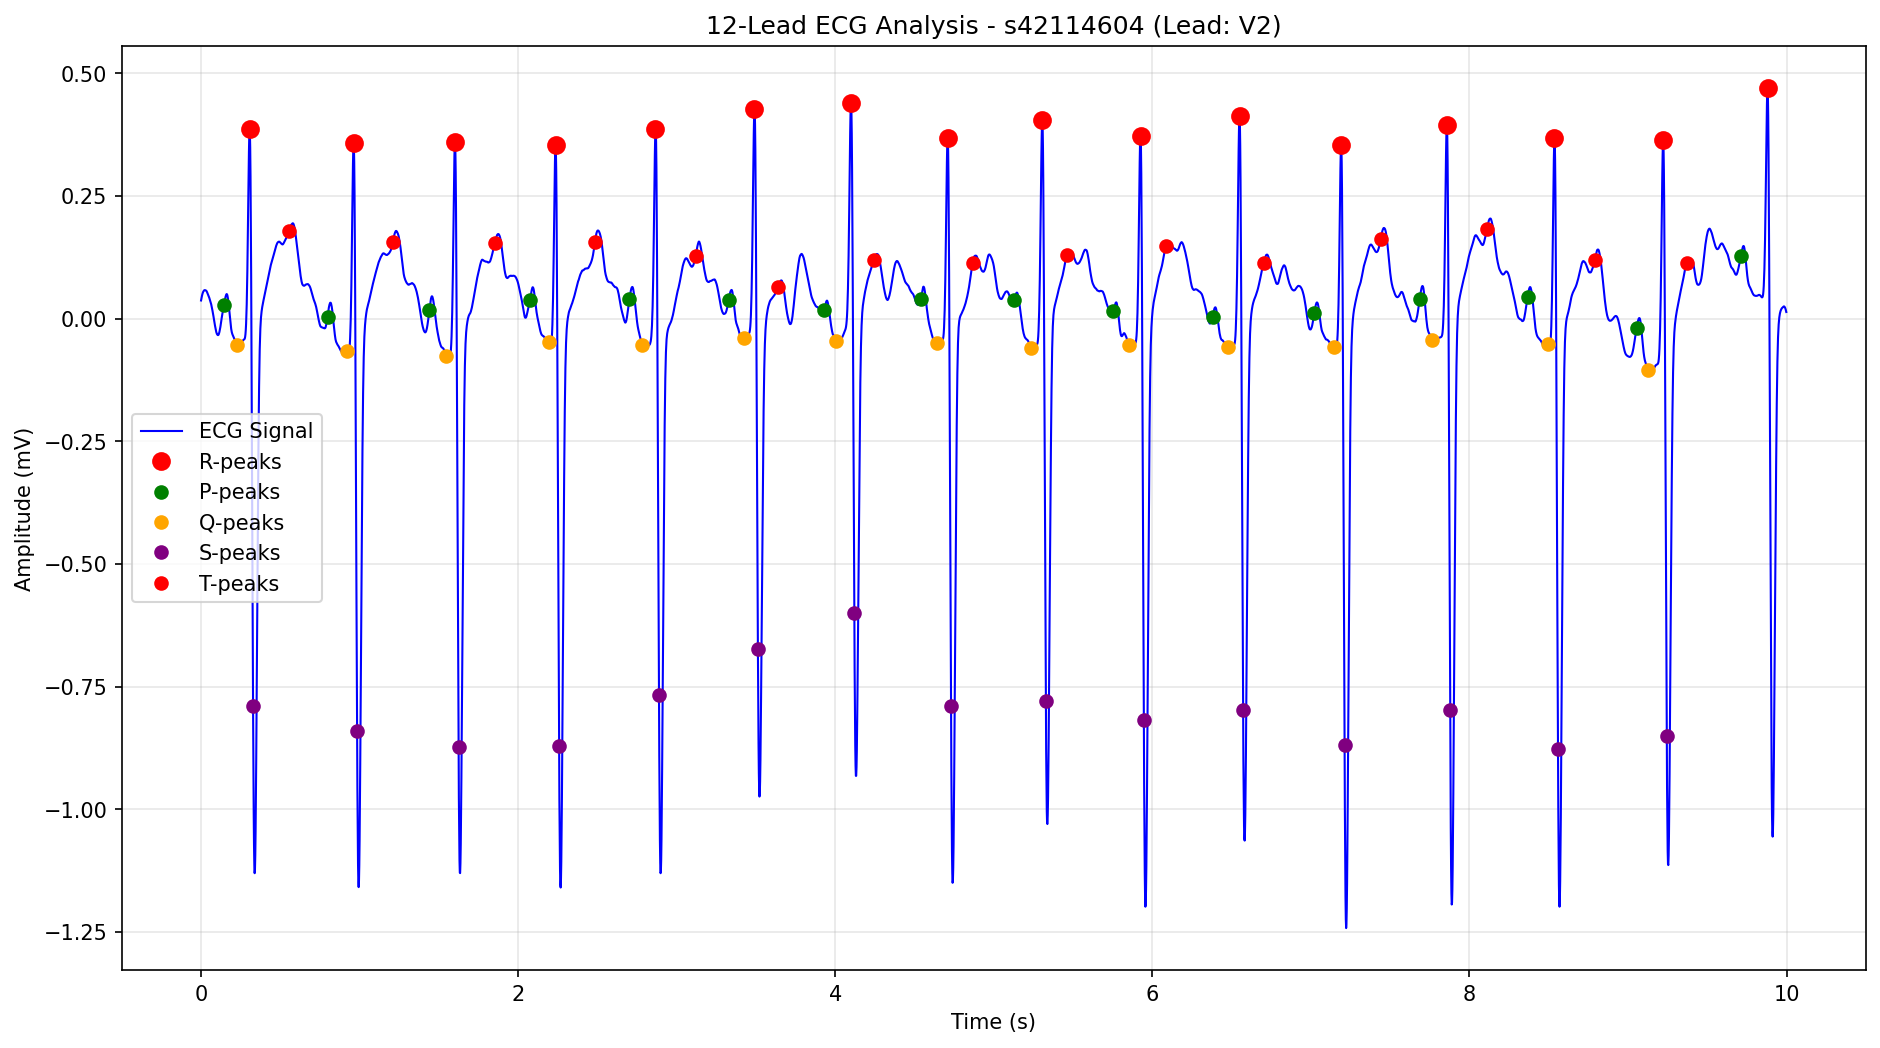 12-Lead ECG Analysis - s42114604 (Lead: V2)
0.50
0.25
0.00
−0.25
−0.50
−0.75
−1.00
−1.25
Amplitude (mV)
ECG Signal
R-peaks
P-peaks
Q-peaks
S-peaks
T-peaks
0 2 4 6 8 10
Time (s)